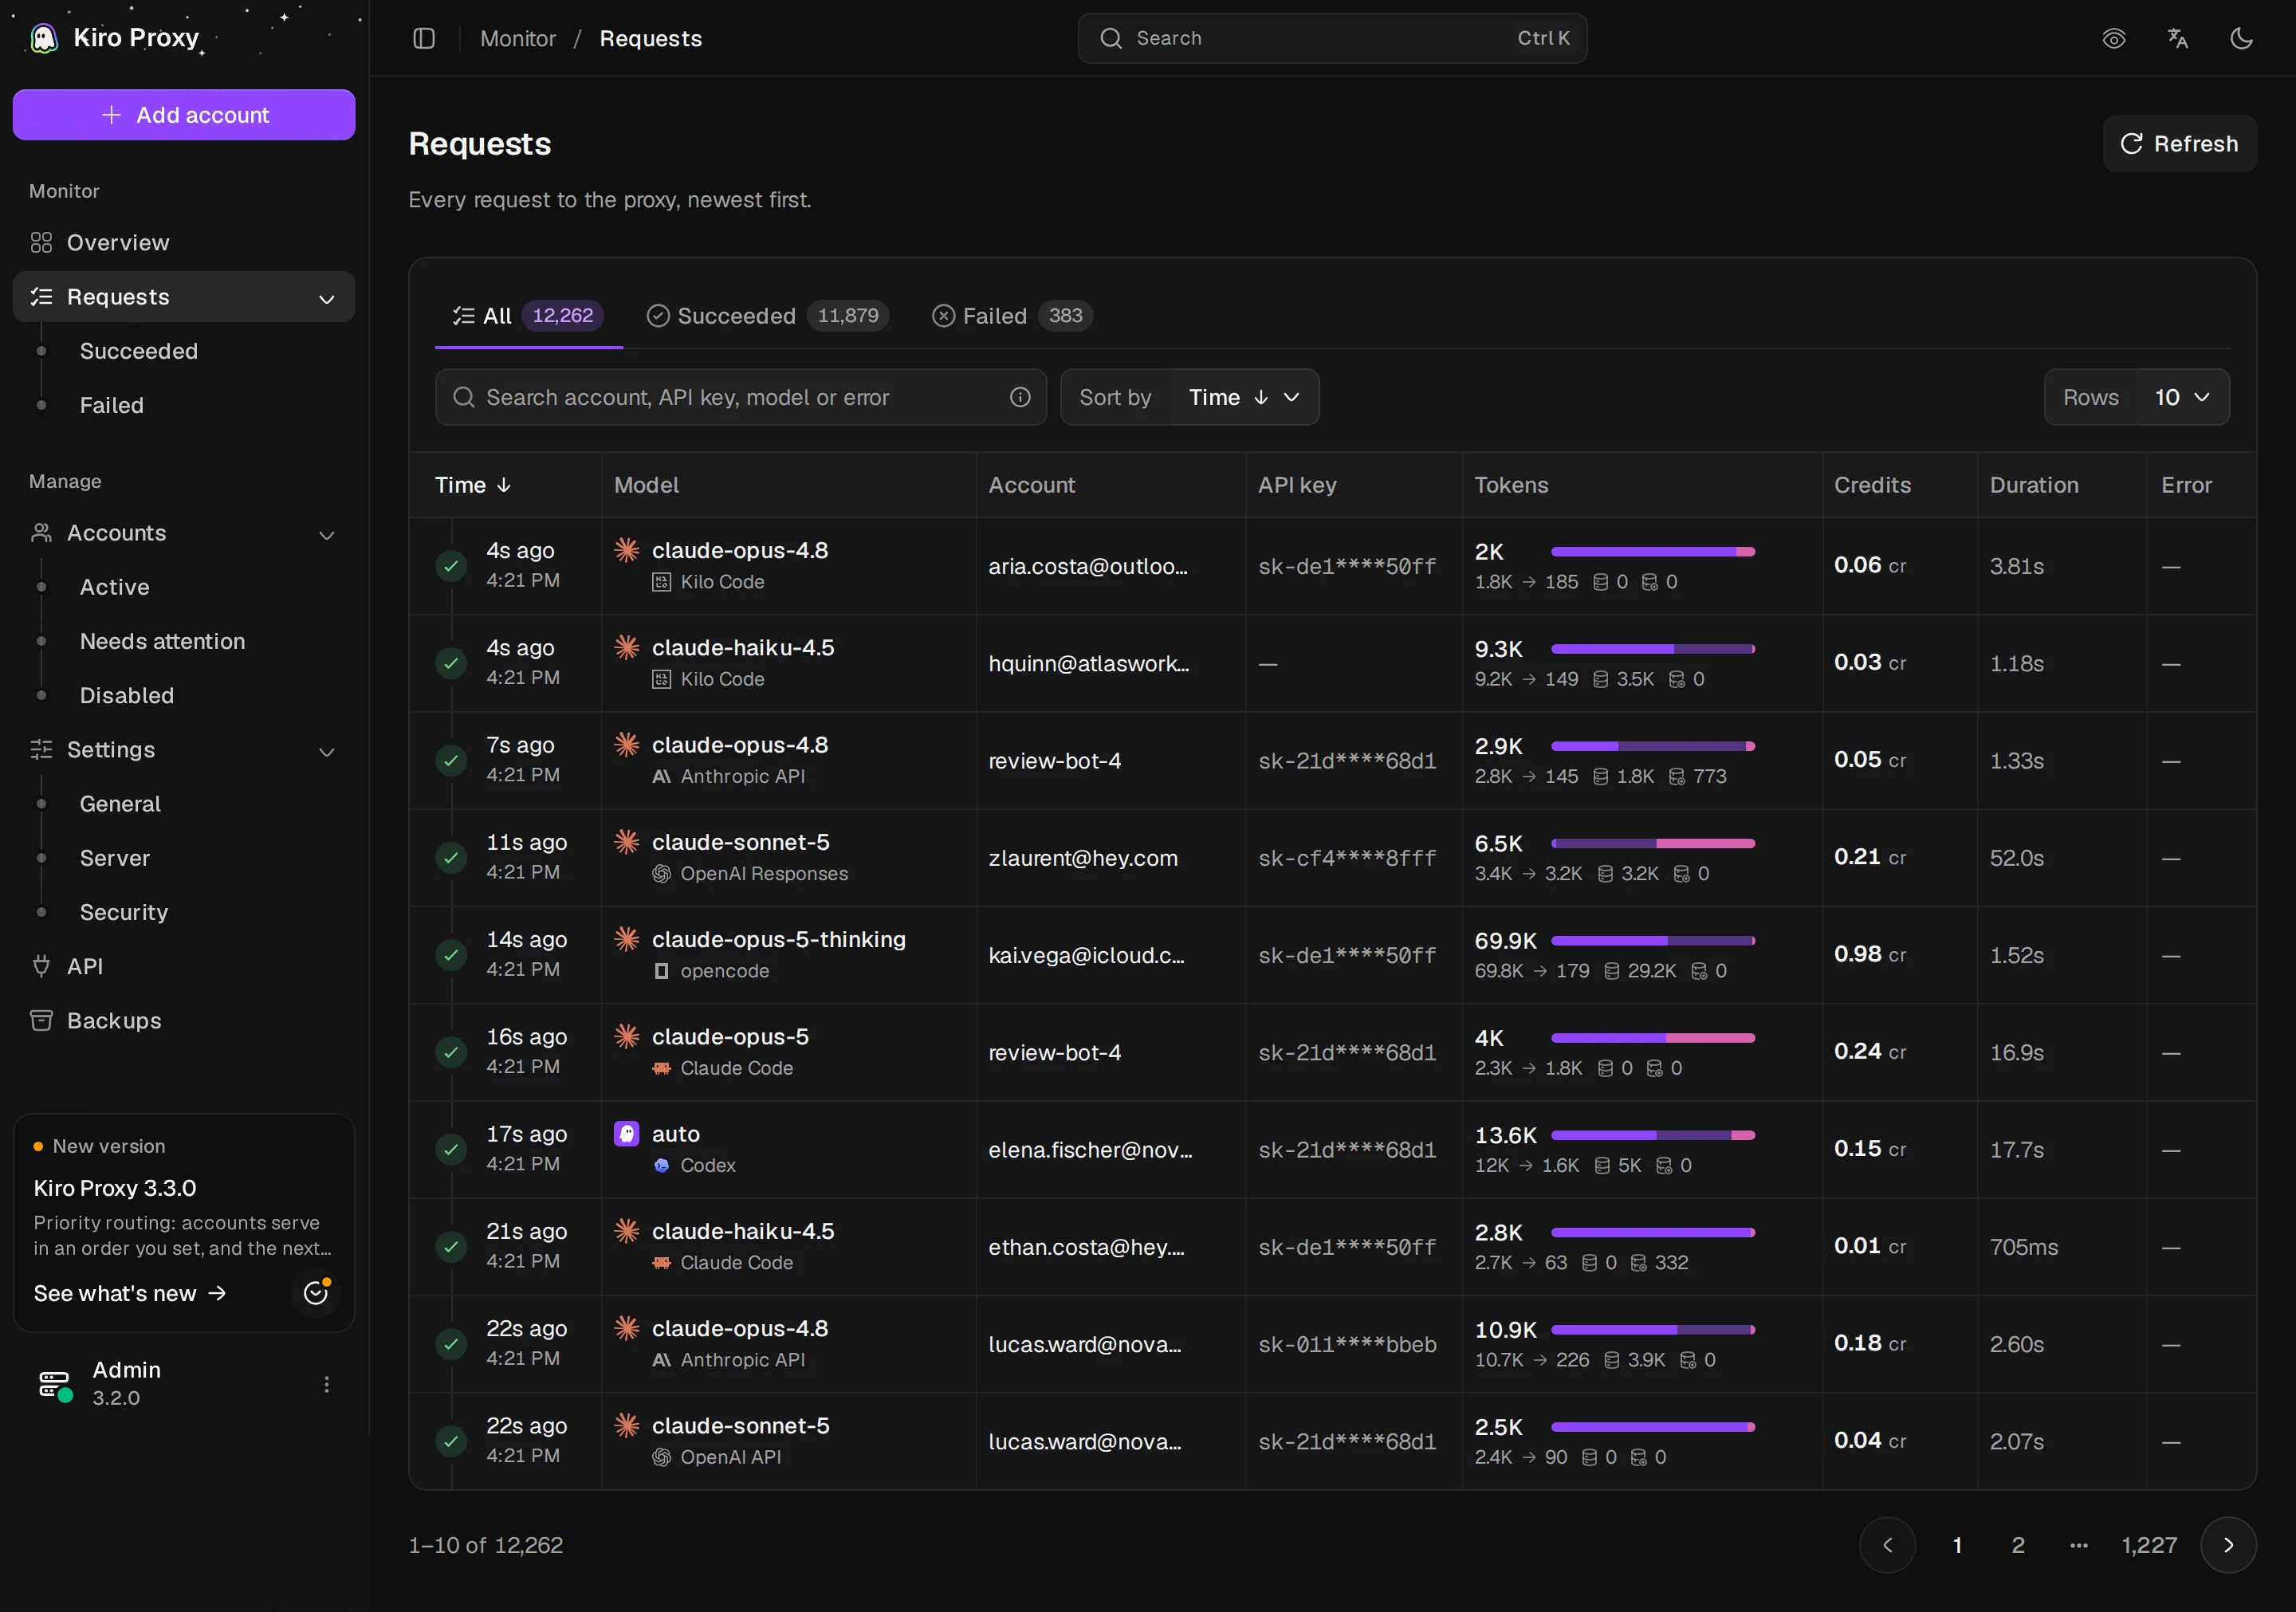 Kiro Proxy
Add account
Monitor
Overview
Requests
Succeeded
Failed
Manage
Accounts
Active
Needs attention
Disabled
Settings
General
Server
Security
API
Backups
New version
Kiro Proxy 3.3.0
Priority routing: accounts serve
in an order you set, and the next...
See what's new →
Admin
3.2.0
Monitor / Requests
Search Ctrl K
Requests
Refresh
Every request to the proxy, newest first.
All 12,262 Succeeded 11,879 Failed 383
Search account, API key, model or error
Sort by Time ↓
Rows 10
Time ↓ Model Account API key Tokens Credits Duration Error
4s ago claude-opus-4.8 2K
aria.costa@outloo... sk-de1****50ff 0.06 cr 3.81s —
4:21 PM Kilo Code 1.8K → 185 0 0
4s ago claude-haiku-4.5 9.3K
hquinn@atlaswork... — 0.03 cr 1.18s —
4:21 PM Kilo Code 9.2K → 149 3.5K 0
7s ago claude-opus-4.8 2.9K
review-bot-4 sk-21d****68d1 0.05 cr 1.33s —
4:21 PM Anthropic API 2.8K → 145 1.8K 773
11s ago claude-sonnet-5 6.5K
zlaurent@hey.com sk-cf4****8fff 0.21 cr 52.0s —
4:21 PM OpenAI Responses 3.4K → 3.2K 3.2K 0
14s ago claude-opus-5-thinking 69.9K
kai.vega@icloud.c... sk-de1****50ff 0.98 cr 1.52s —
4:21 PM opencode 69.8K → 179 29.2K 0
16s ago claude-opus-5 4K
review-bot-4 sk-21d****68d1 0.24 cr 16.9s —
4:21 PM Claude Code 2.3K → 1.8K 0 0
17s ago auto 13.6K
elena.fischer@nov... sk-21d****68d1 0.15 cr 17.7s —
4:21 PM Codex 12K → 1.6K 5K 0
21s ago claude-haiku-4.5 2.8K
ethan.costa@hey.... sk-de1****50ff 0.01 cr 705ms —
4:21 PM Claude Code 2.7K → 63 0 332
22s ago claude-opus-4.8 10.9K
lucas.ward@nova... sk-011****bbeb 0.18 cr 2.60s —
4:21 PM Anthropic API 10.7K → 226 3.9K 0
22s ago claude-sonnet-5 2.5K
lucas.ward@nova... sk-21d****68d1 0.04 cr 2.07s —
4:21 PM OpenAI API 2.4K → 90 0 0
1–10 of 12,262
1 2 ... 1,227